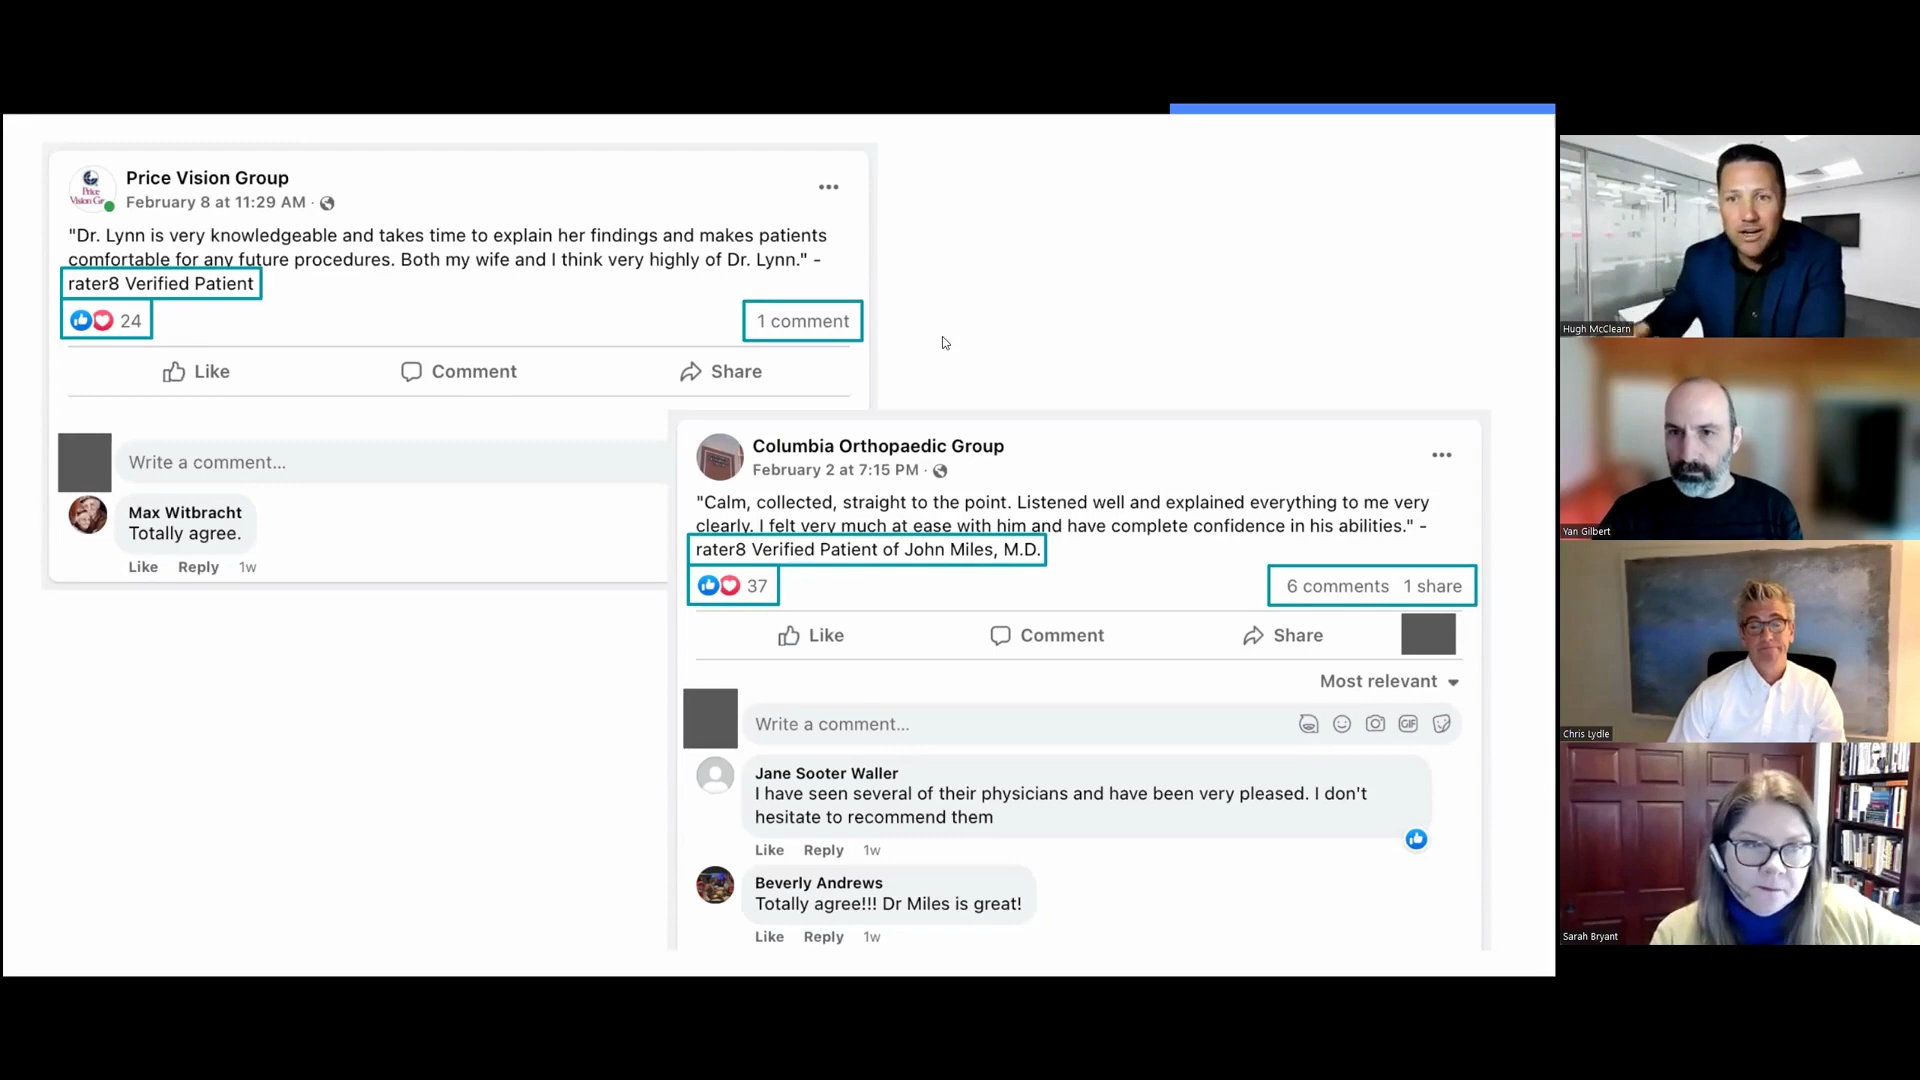 Price Vision Group
February 8 at 11:29 AM ·
"Dr. Lynn is very knowledgeable and takes time to explain her findings and makes patients
comfortable for any future procedures. Both my wife and I think very highly of Dr. Lynn." -
rater8 Verified Patient
24
1 comment
Like
Comment
Share
Write a comment...
Max Witbracht
Totally agree.
Like Reply 1w
Columbia Orthopaedic Group
February 2 at 7:15 PM ·
"Calm, collected, straight to the point. Listened well and explained everything to me very
clearly. I felt very much at ease with him and have complete confidence in his abilities." -
rater8 Verified Patient of John Miles, M.D.
37
6 comments 1 share
Like
Comment
Share
Most relevant
Write a comment...
GIF
Jane Sooter Waller
I have seen several of their physicians and have been very pleased. I don't
hesitate to recommend them
Like Reply 1w
Beverly Andrews
Totally agree!!! Dr Miles is great!
Like Reply 1w
Hugh McClearn
Yan Gilbert
Chris Lydle
Sarah Bryant